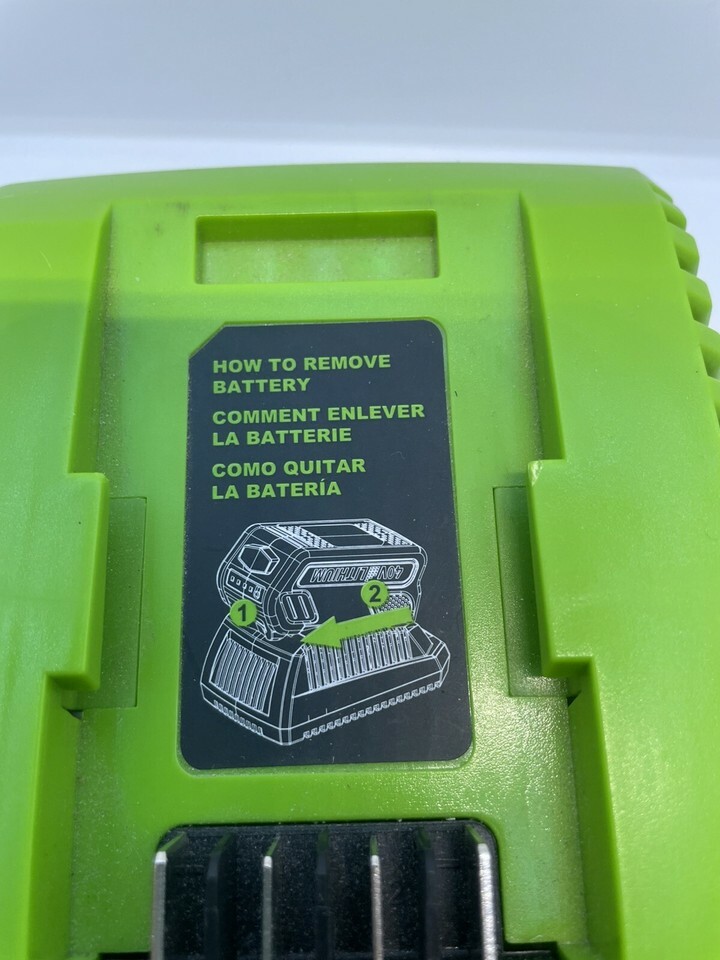 HOW TO REMOVE
BATTERY
COMMENT ENLEVER
LA BATTERIE
COMO QUITAR
LA BATERÍA
40V LITHIUM
2
1